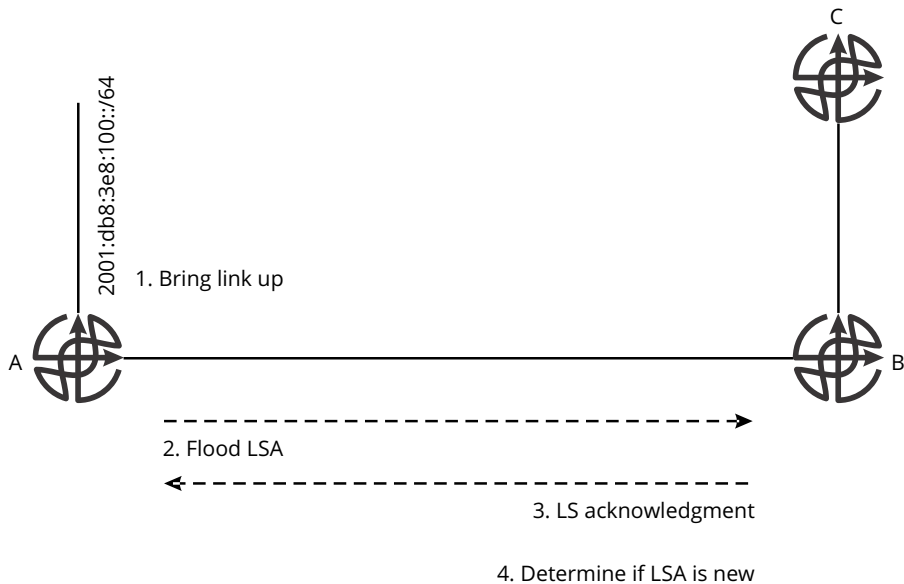 C
2001:db8:3e8:100::/64
1. Bring link up
A
B
2. Flood LSA
3. LS acknowledgment
4. Determine if LSA is new